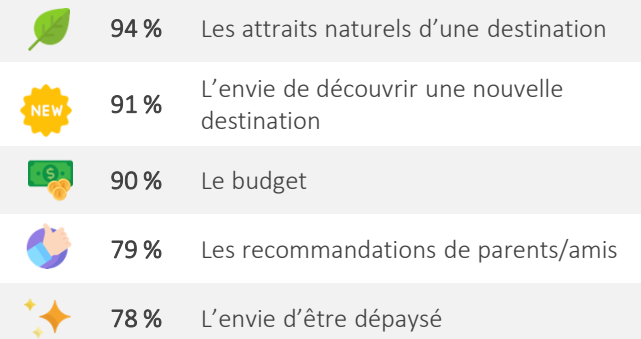 94 % Les attraits naturels d’une destination
NEW
91 % L’envie de découvrir une nouvelle
destination
90 % Le budget
79 % Les recommandations de parents/amis
78 % L’envie d’être dépaysé